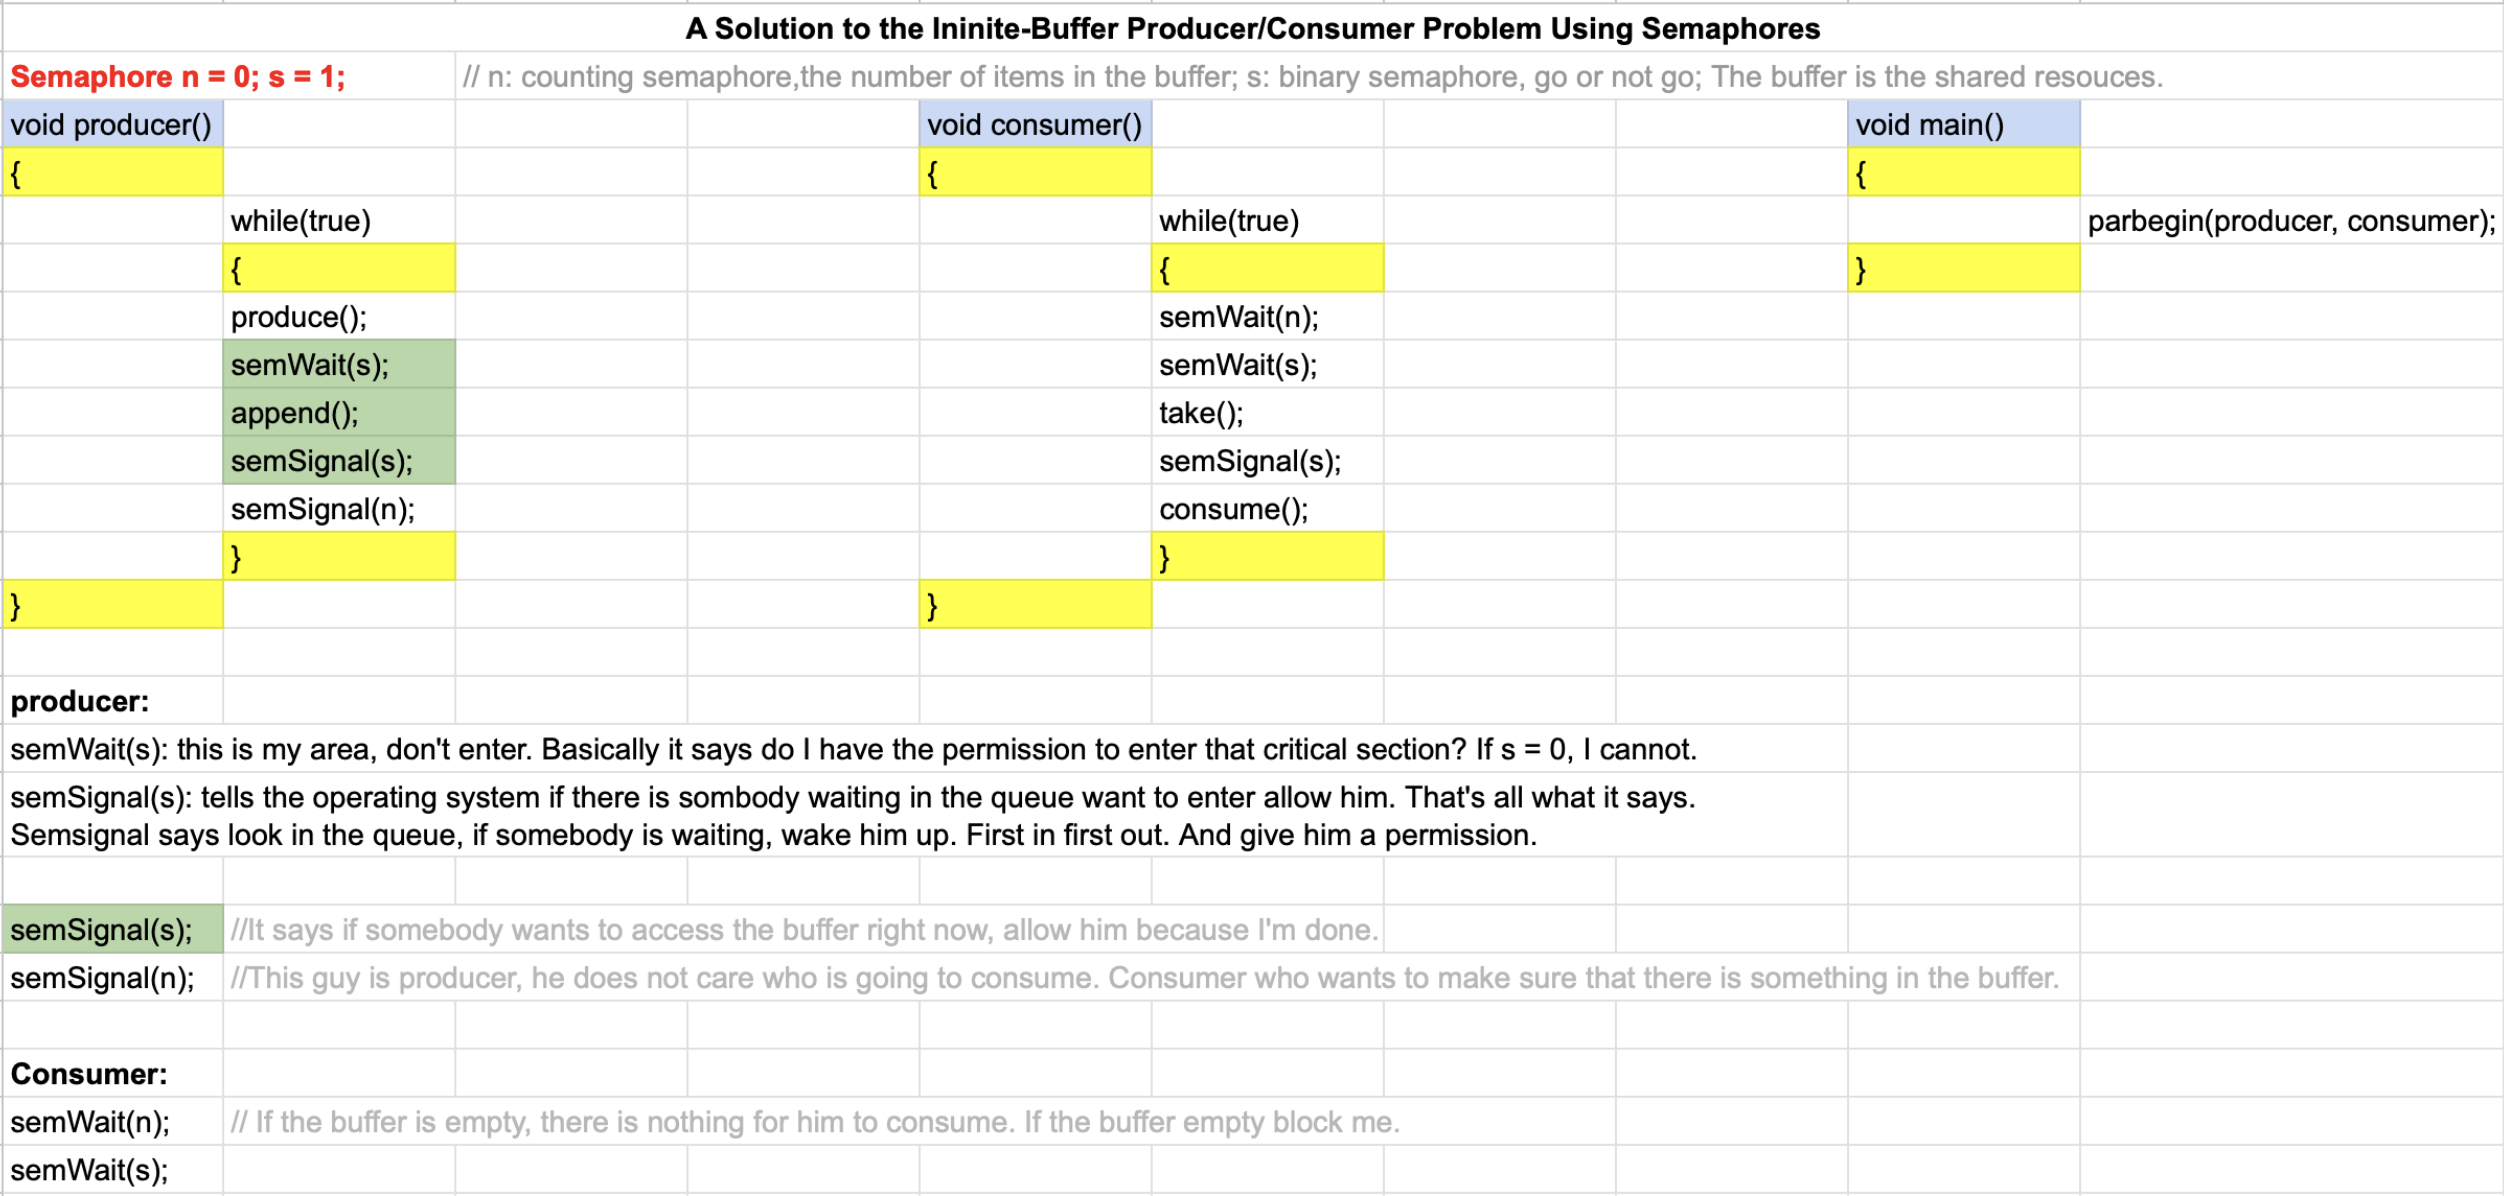 A Solution to the Ininite-Buffer Producer/Consumer Problem Using Semaphores
Semaphore n = 0; s = 1; // n: counting semaphore,the number of items in the buffer; s: binary semaphore, go or not go; The buffer is the shared resouces.
void producer() void consumer() void main()
{ { {
while(true) while(true) parbegin(producer, consumer);
{ { }
produce(); semWait(n);
semWait(s); semWait(s);
append(); take();
semSignal(s); semSignal(s);
semSignal(n); consume();
} }
} }
producer:
semWait(s): this is my area, don't enter. Basically it says do I have the permission to enter that critical section? If s = 0, I cannot.
semSignal(s): tells the operating system if there is sombody waiting in the queue want to enter allow him. That's all what it says.
Semsignal says look in the queue, if somebody is waiting, wake him up. First in first out. And give him a permission.
semSignal(s); //It says if somebody wants to access the buffer right now, allow him because I'm done.
semSignal(n); //This guy is producer, he does not care who is going to consume. Consumer who wants to make sure that there is something in the buffer.
Consumer:
semWait(n); // If the buffer is empty, there is nothing for him to consume. If the buffer empty block me.
semWait(s);